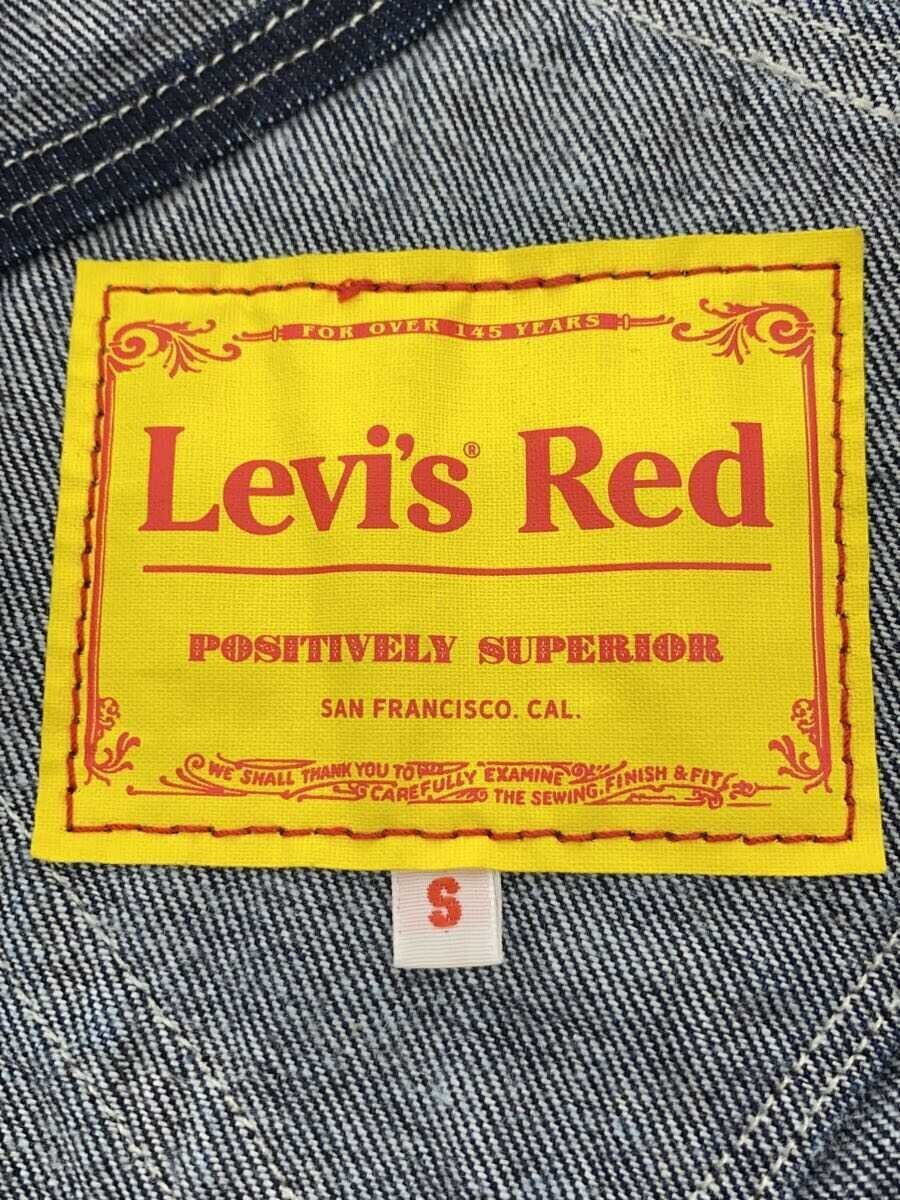 FOR OVER 145 YEARS
Levi's® Red
POSITIVELY SUPERIOR
SAN FRANCISCO. CAL.
WE SHALL THANK YOU TO
CAREFULLY EXAMINE
THE SEWING, FINISH & FIT
S